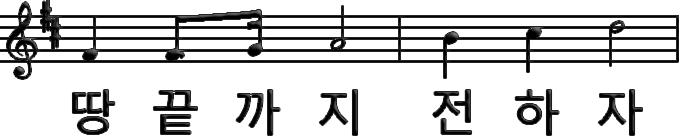 땅 끝 까 지 전 하 자